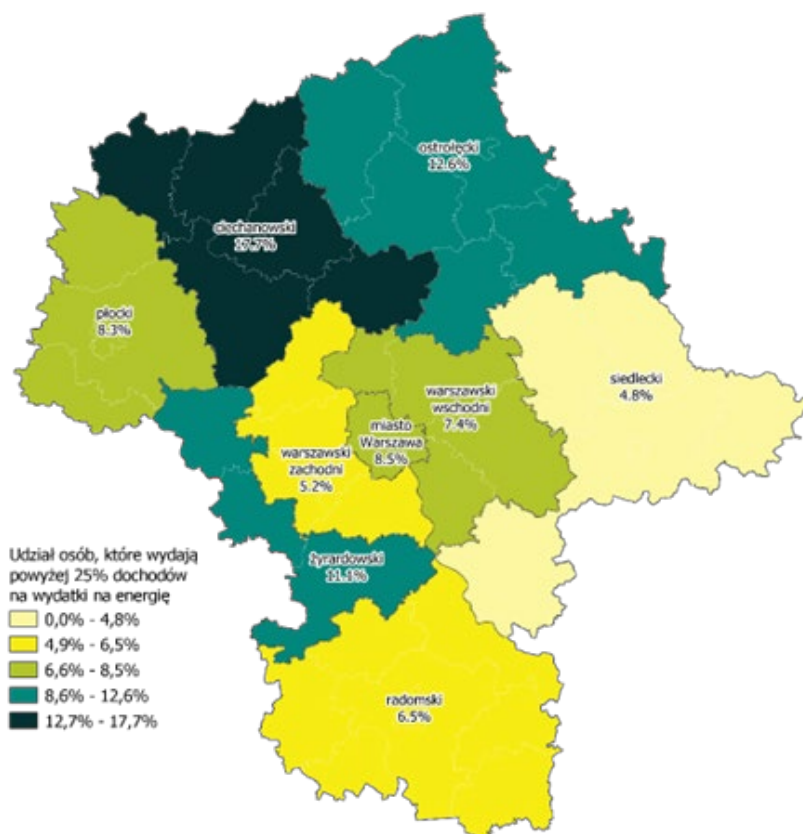 ostrołęcki
12.6%
ciechanowski
17.7%
płocki
8.3%
siedlecki
4.8%
warszawski
wschodni
7.4%
miasto
Warszawa
8.5%
warszawski
zachodni
5.2%
żyrardowski
11.1%
radomski
6.5%
Udział osób, które wydają
powyżej 25% dochodów
na wydatki na energię
0,0% - 4,8%
4,9% - 6,5%
6,6% - 8,5%
8,6% - 12,6%
12,7% - 17,7%